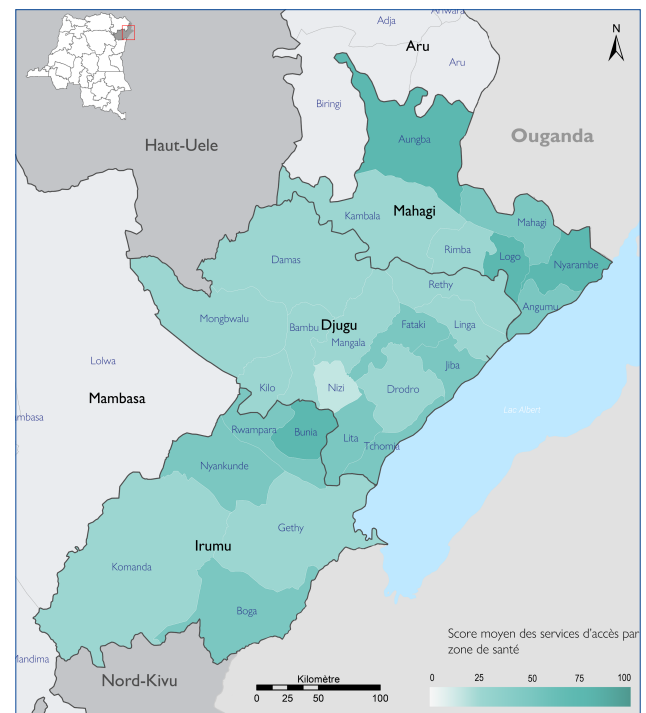 Adja
Anwara
Aru
Aru
Biringi
N
Haut-Uele
Ouganda
Aungba
Kambala
Mahagi
Mahagi
Rimba
Logo
Nyarambe
Damas
Rethy
Angumu
Mongbwalu
Bambu
Djugu
Fataki
Linga
Mangala
Lolwa
Jiba
Kilo
Nizi
Drodro
Mambasa
mbasa
Lac Albert
Rwampara
Bunia
Lita
Tchomia
Nyankunde
Gethy
Irumu
Komanda
Boga
Mandima
Nord-Kivu
Score moyen des services d'accès par
zone de santé
Kilomètre
0 25 50 100
0 25 50 75 100